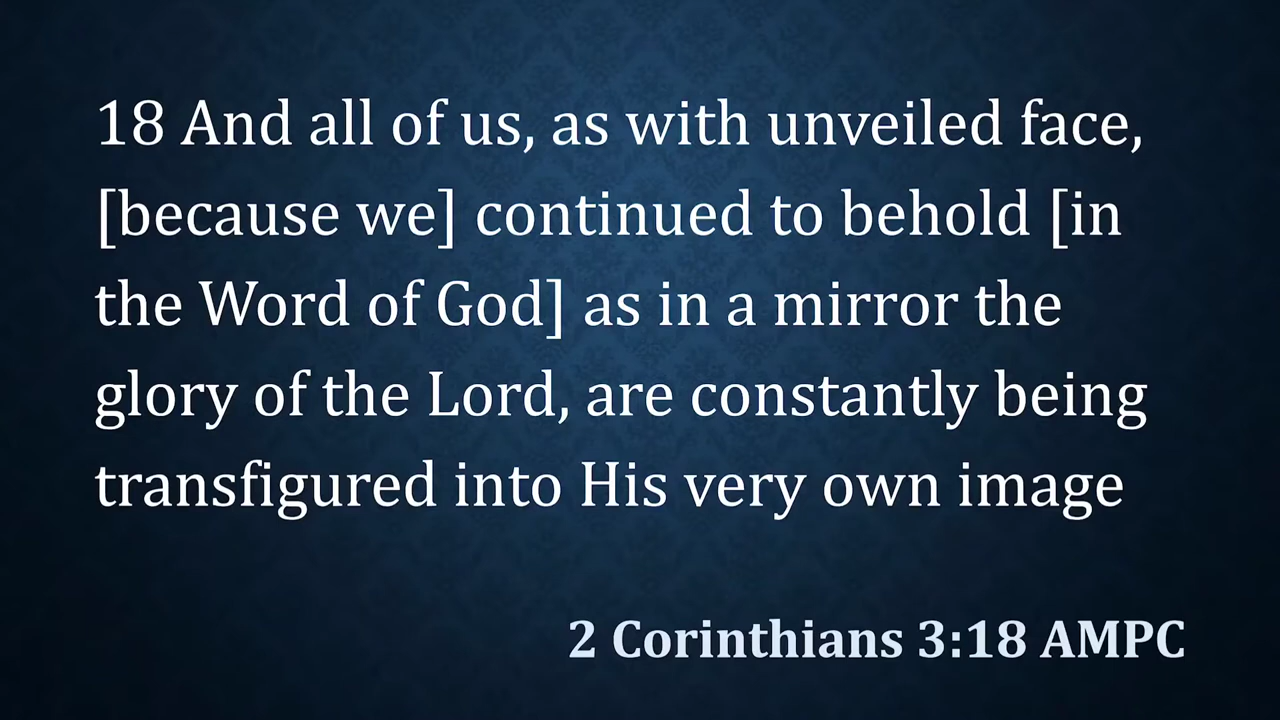 18 And all of us, as with unveiled face,
[because we] continued to behold [in
the Word of God] as in a mirror the
glory of the Lord, are constantly being
transfigured into His very own image
2 Corinthians 3:18 AMPC